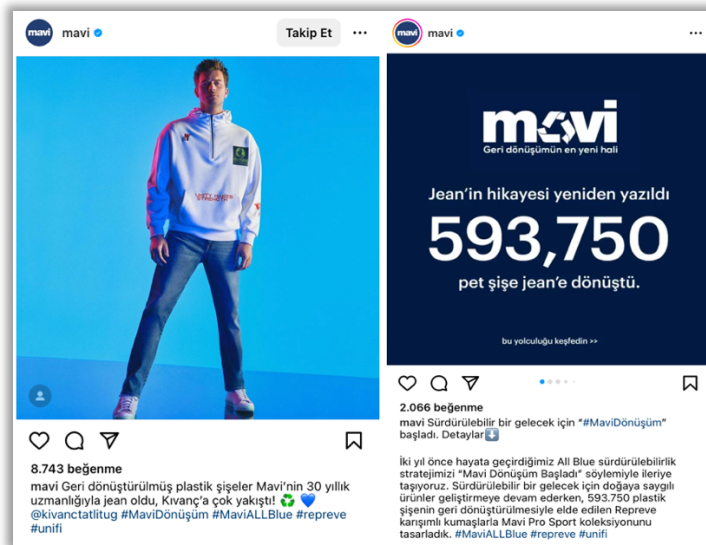 mavi
mavi
Takip Et
UNITY MAKES
STRENGTH
8.743 beğenme
mavi Geri dönüştürülmüş plastik şişeler Mavi'nin 30 yıllık
uzmanlığıyla jean oldu, Kıvanç'a çok yakıştı! ♻️ 💙
@kivanctatlitug #MaviDönüşüm #MaviALLBlue #repreve
#unifi
mavi
mavi
mavi
Geri dönüşümün en yeni hali
Jean'in hikayesi yeniden yazıldı
593,750
pet şişe jean'e dönüştü.
bu yolculuğu keşfedin >>
2.066 beğenme
mavi Sürdürülebilir bir gelecek için "#MaviDönüşüm"
başladı. Detaylar⬇️
İki yıl önce hayata geçirdiğimiz All Blue sürdürülebilirlik
stratejimizi "Mavi Dönüşüm Başladı" söylemiyle ileriye
taşıyoruz. Sürdürülebilir bir gelecek için doğaya saygılı
ürünler geliştirmeye devam ederken, 593.750 plastik
şişenin geri dönüştürülmesiyle elde edilen Repreve
karışımlı kumaşlarla Mavi Pro Sport koleksiyonunu
tasarladık. #MaviALLBlue #repreve #unifi